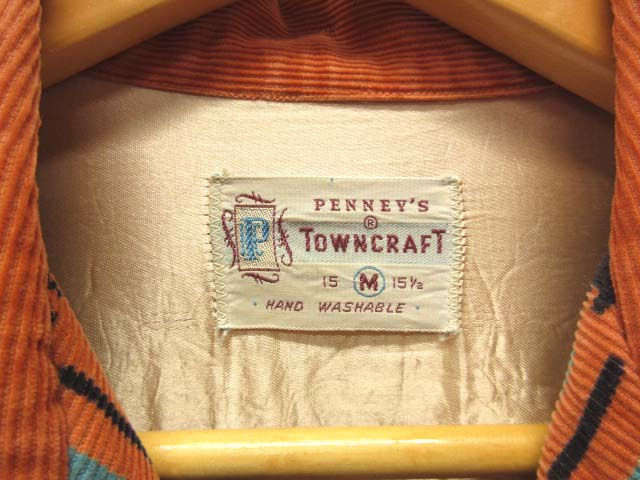 PENNEY'S
®
P
TOWNCRAFT
15 M 15½
· HAND WASHABLE ·